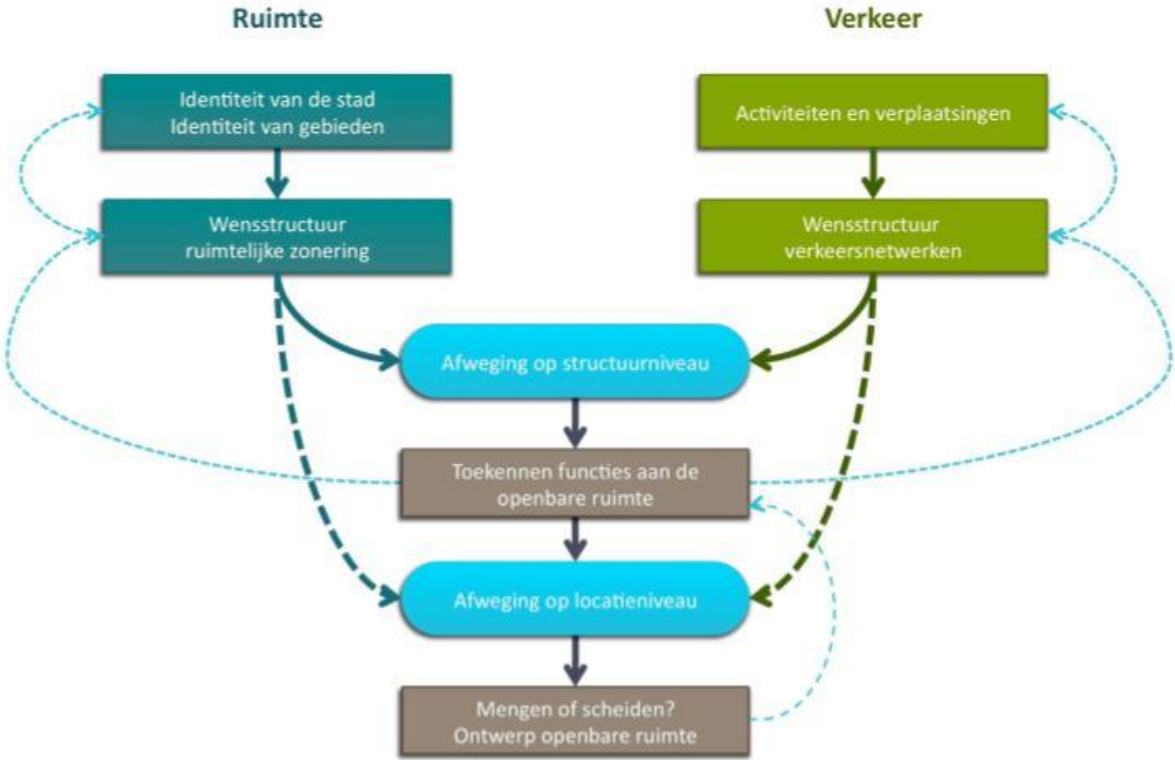 Ruimte
Verkeer
Identiteit van de stad
Identiteit van gebieden
Activiteiten en verplaatsingen
Wensstructuur
ruimtelijke zonering
Wensstructuur
verkeersnetwerken
Afweging op structuurniveau
Toekennen functies aan de
openbare ruimte
Afweging op locatieniveau
Mengen of scheiden?
Ontwerp openbare ruimte